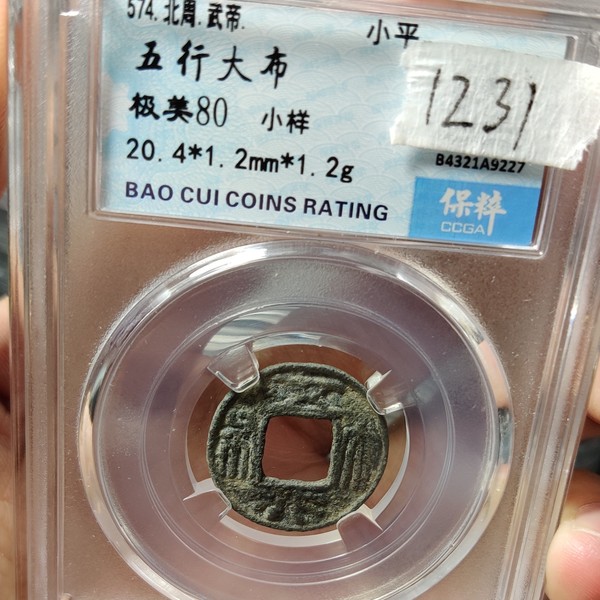 574.北周.武帝.
小平
五行大布
极美80 小样
1231
20.4*1.2mm*1.2g
B4321A9227
BAO CUI COINS RATING
保粹
CCGA